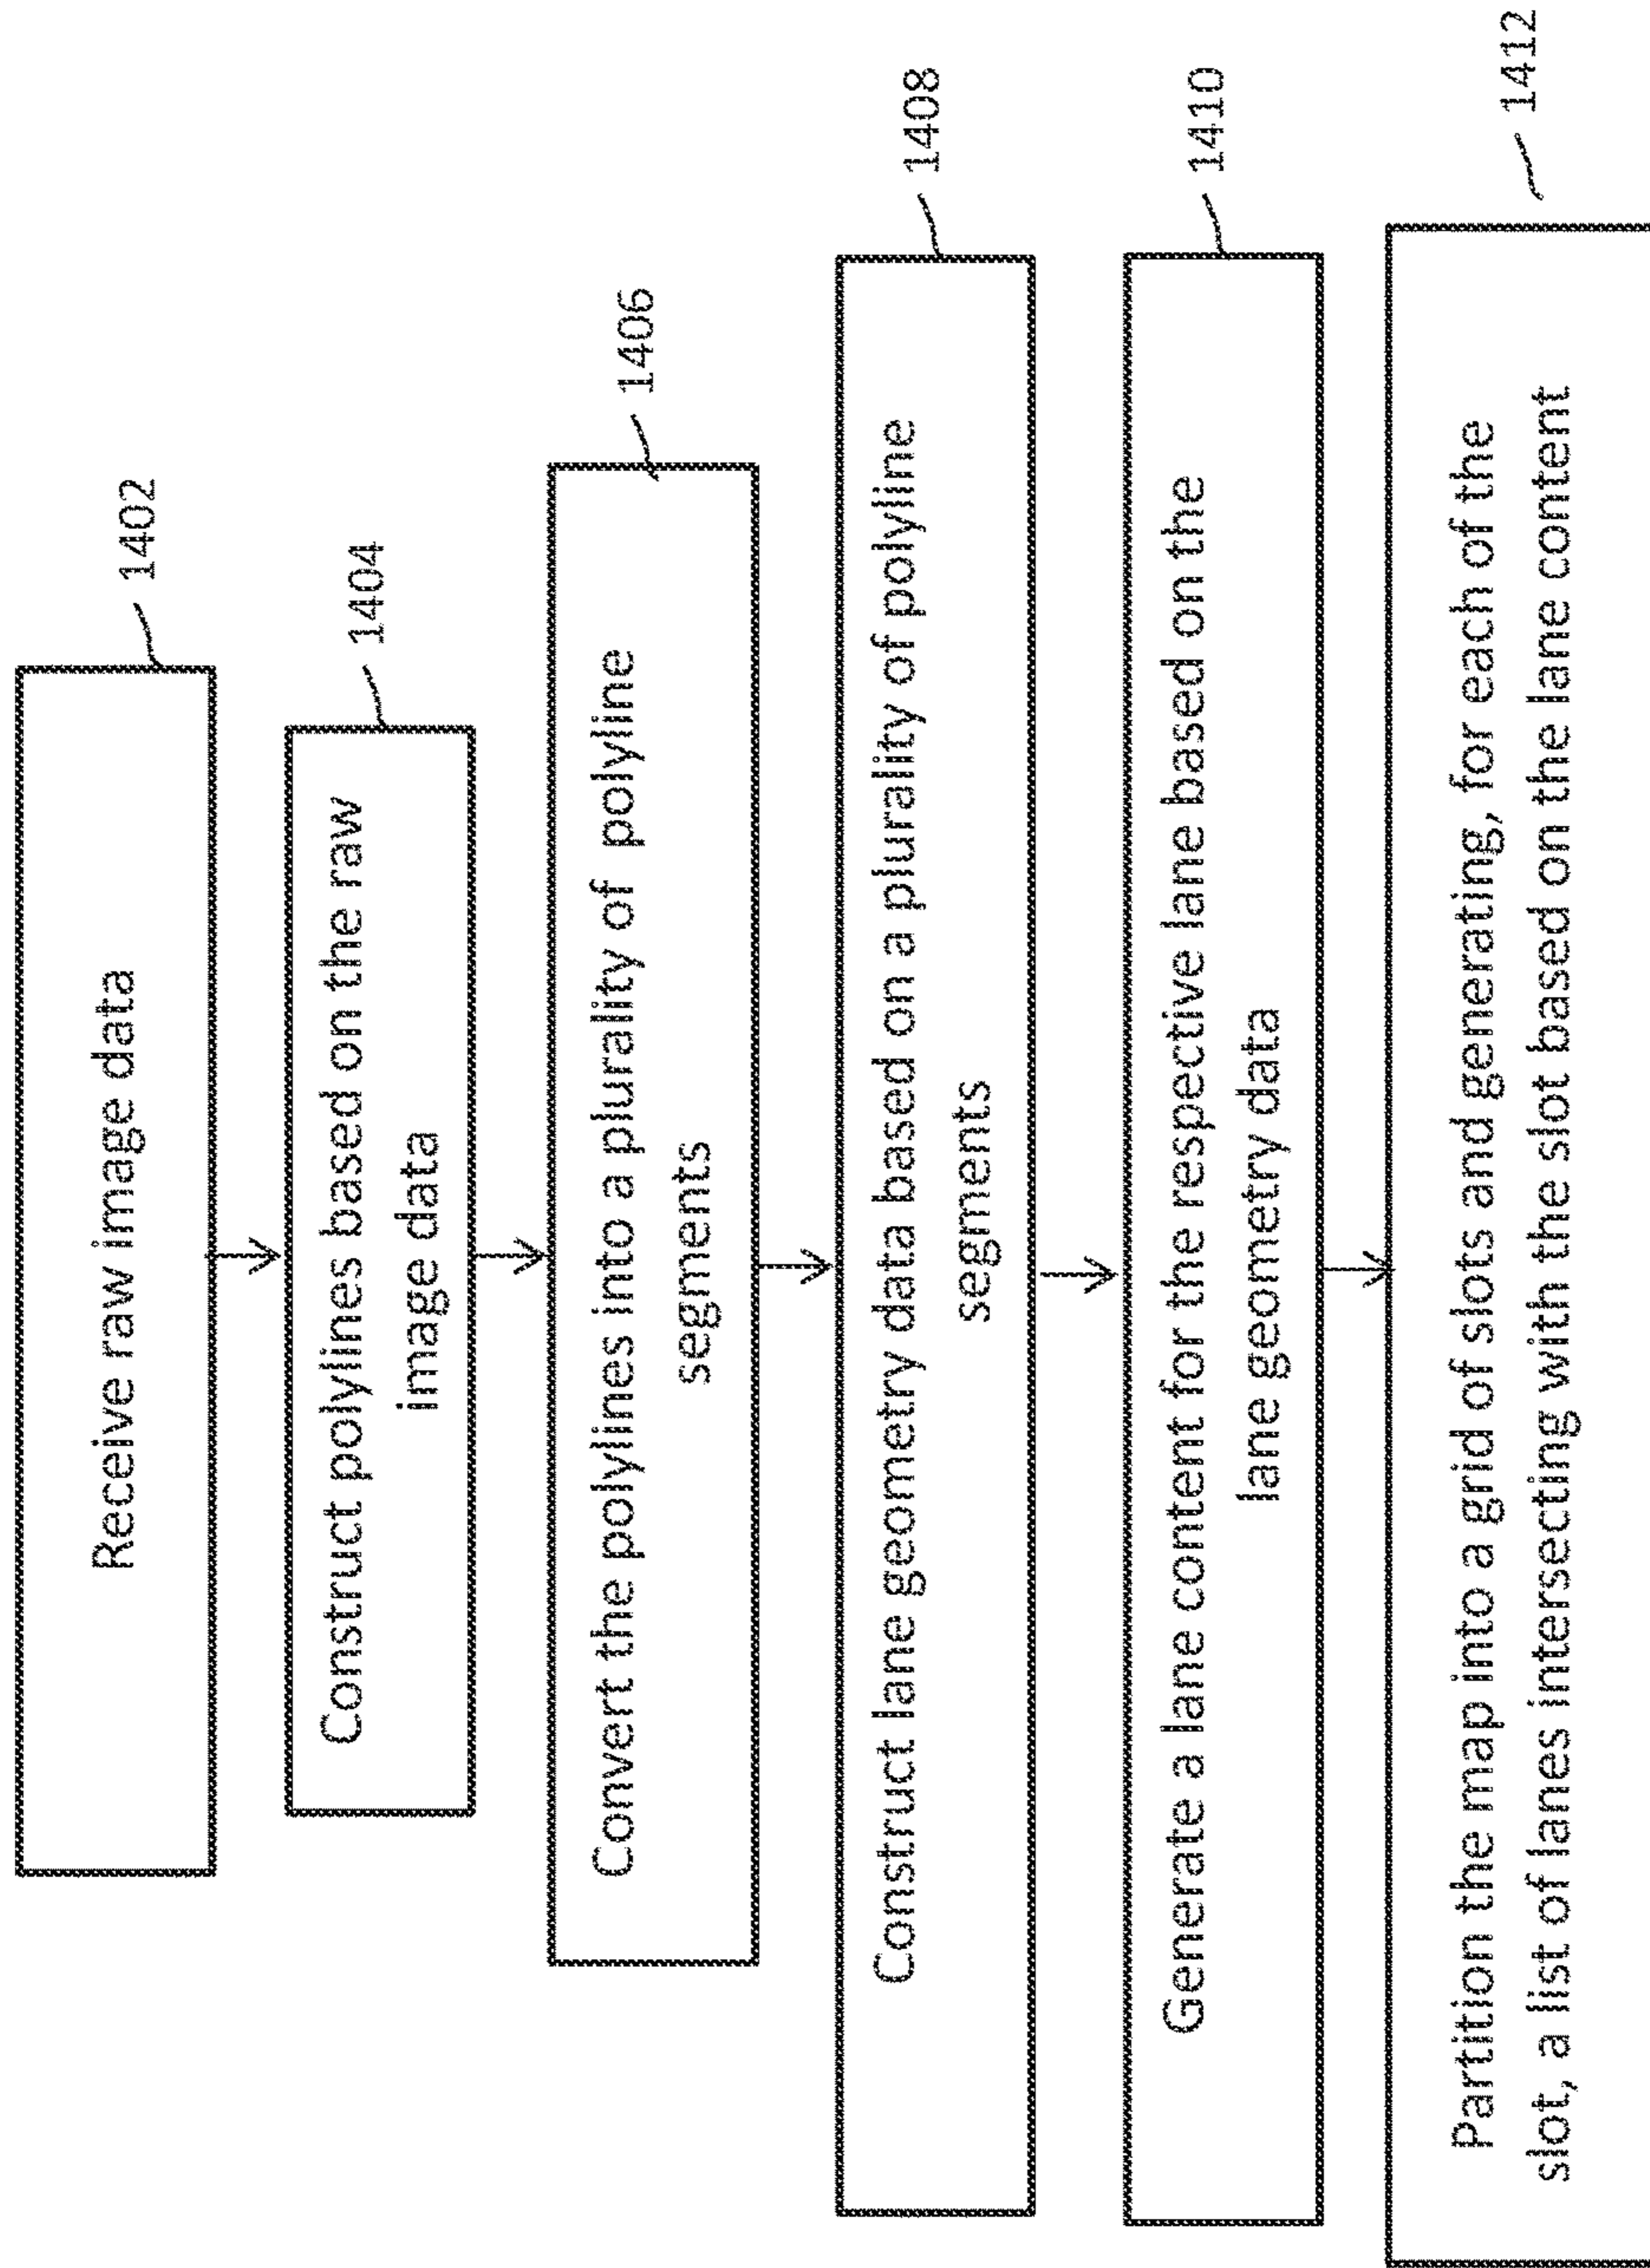 Receive raw image data
1402
Construct polylines based on the raw
image data
1404
Convert the polylines into a plurality of polyline
segments
1406
Construct lane geometry data based on a plurality of polyline
segments
1408
Generate a lane content for the respective lane based on the
lane geometry data
1410
Partition the map into a grid of slots and generating, for each of the
slot, a list of lanes intersecting with the slot based on the lane content
1412